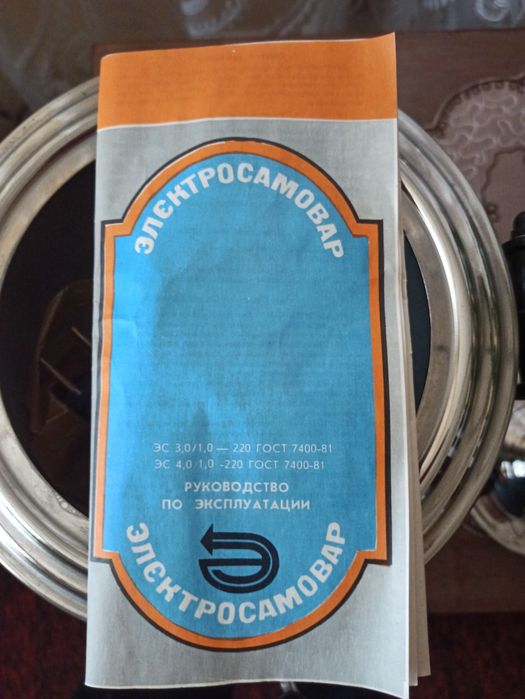 ЭЛЕКТРОСАМОВАР
ЭС 3,0/1,0 — 220 ГОСТ 7400-81
ЭС 4,0/1,0 -220 ГОСТ 7400-81
РУКОВОДСТВО
ПО ЭКСПЛУАТАЦИИ
ЭЛЕКТРОСАМОВАР